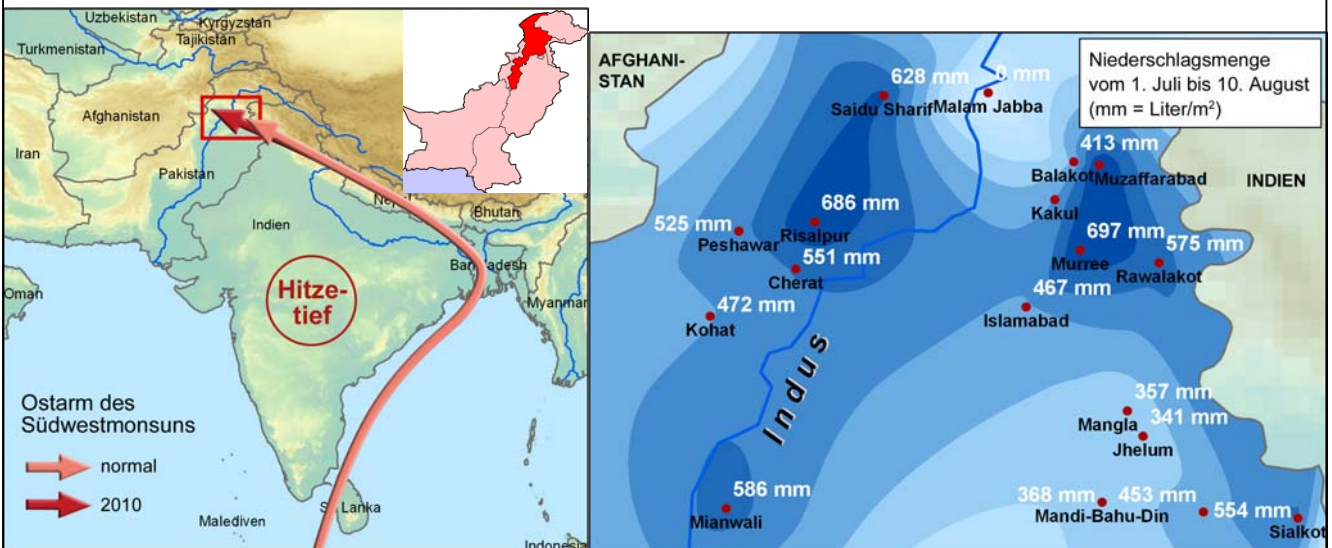 Uzbekistan
Kyrgyzstan
Turkmenistan
Tajikistan
Afghanistan
Iran
Pakistan
Nepal
Bhutan
Indien
Bangladesh
Oman
Myanmar
Hitze-
tief
Ostarm des
Südwestmonsuns
normal
2010
Malediven
Sri Lanka
Indonesia
AFGHANI-
STAN
Niederschlagsmenge
vom 1. Juli bis 10. August
(mm = Liter/m²)
628 mm
0 mm
Saidu Sharif
Malam Jabba
413 mm
Balakot
Muzaffarabad
INDIEN
Kakul
525 mm
Peshawar
686 mm
Risalpur
697 mm
Murree
575 mm
Rawalakot
551 mm
Cherat
472 mm
Kohat
467 mm
Islamabad
Indus
357 mm
Mangla
341 mm
Jhelum
586 mm
Mianwali
368 mm
Mandi-Bahu-Din
453 mm
554 mm
Sialkot